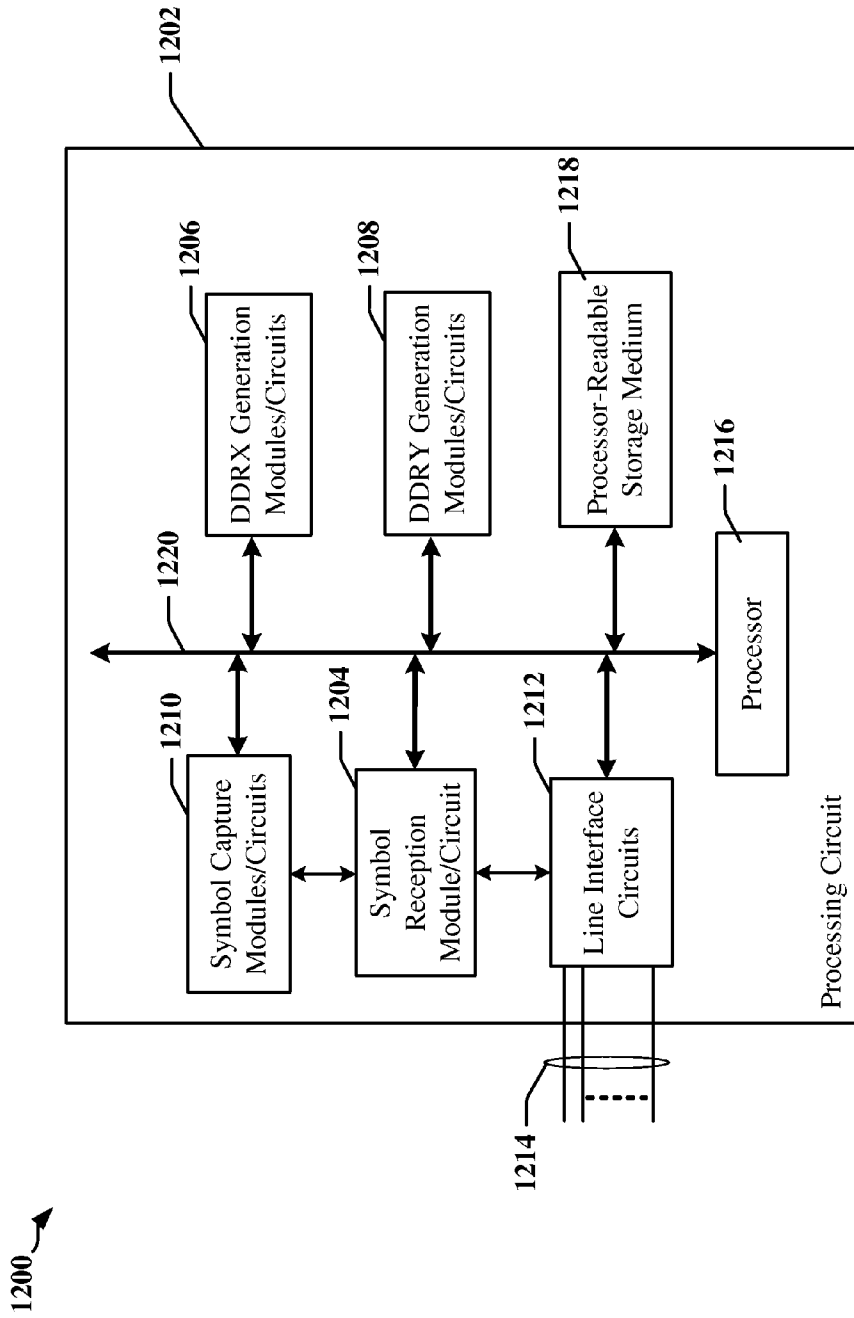 1200
1202
1210
Symbol Capture
Modules/Circuits
1220
1206
DDRX Generation
Modules/Circuits
1204
Symbol
Reception
Module/Circuit
1208
DDRY Generation
Modules/Circuits
1214
1212
Line Interface
Circuits
1218
Processor-Readable
Storage Medium
1216
Processor
Processing Circuit